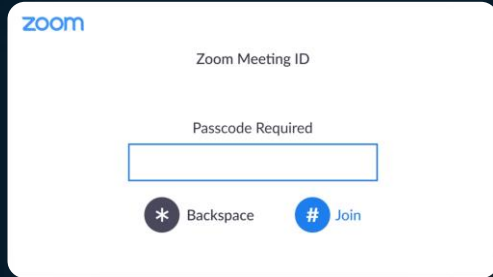 zoom
Zoom Meeting ID
Passcode Required
* Backspace # Join